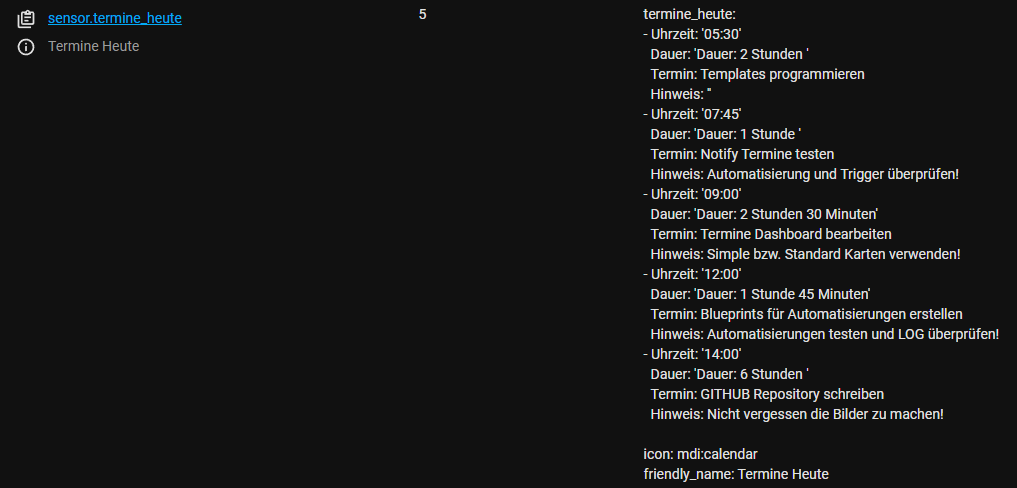 sensor.termine_heute
Termine Heute
5
termine_heute:
- Uhrzeit: '05:30'
Dauer: 'Dauer: 2 Stunden '
Termin: Templates programmieren
Hinweis: ''
- Uhrzeit: '07:45'
Dauer: 'Dauer: 1 Stunde '
Termin: Notify Termine testen
Hinweis: Automatisierung und Trigger überprüfen!
- Uhrzeit: '09:00'
Dauer: 'Dauer: 2 Stunden 30 Minuten'
Termin: Termine Dashboard bearbeiten
Hinweis: Simple bzw. Standard Karten verwenden!
- Uhrzeit: '12:00'
Dauer: 'Dauer: 1 Stunde 45 Minuten'
Termin: Blueprints für Automatisierungen erstellen
Hinweis: Automatisierungen testen und LOG überprüfen!
- Uhrzeit: '14:00'
Dauer: 'Dauer: 6 Stunden '
Termin: GITHUB Repository schreiben
Hinweis: Nicht vergessen die Bilder zu machen!
icon: mdi:calendar
friendly_name: Termine Heute